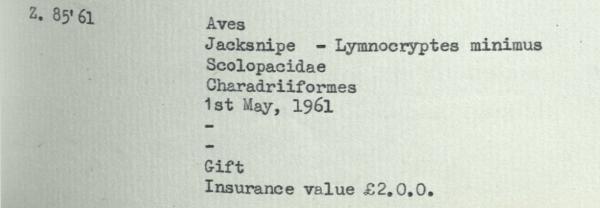 Z. 85'61
Aves
Jacksnipe - Lymnocryptes minimus
Scolopacidae
Charadriiformes
1st May, 1961
-
-
Gift
Insurance value £2.0.0.